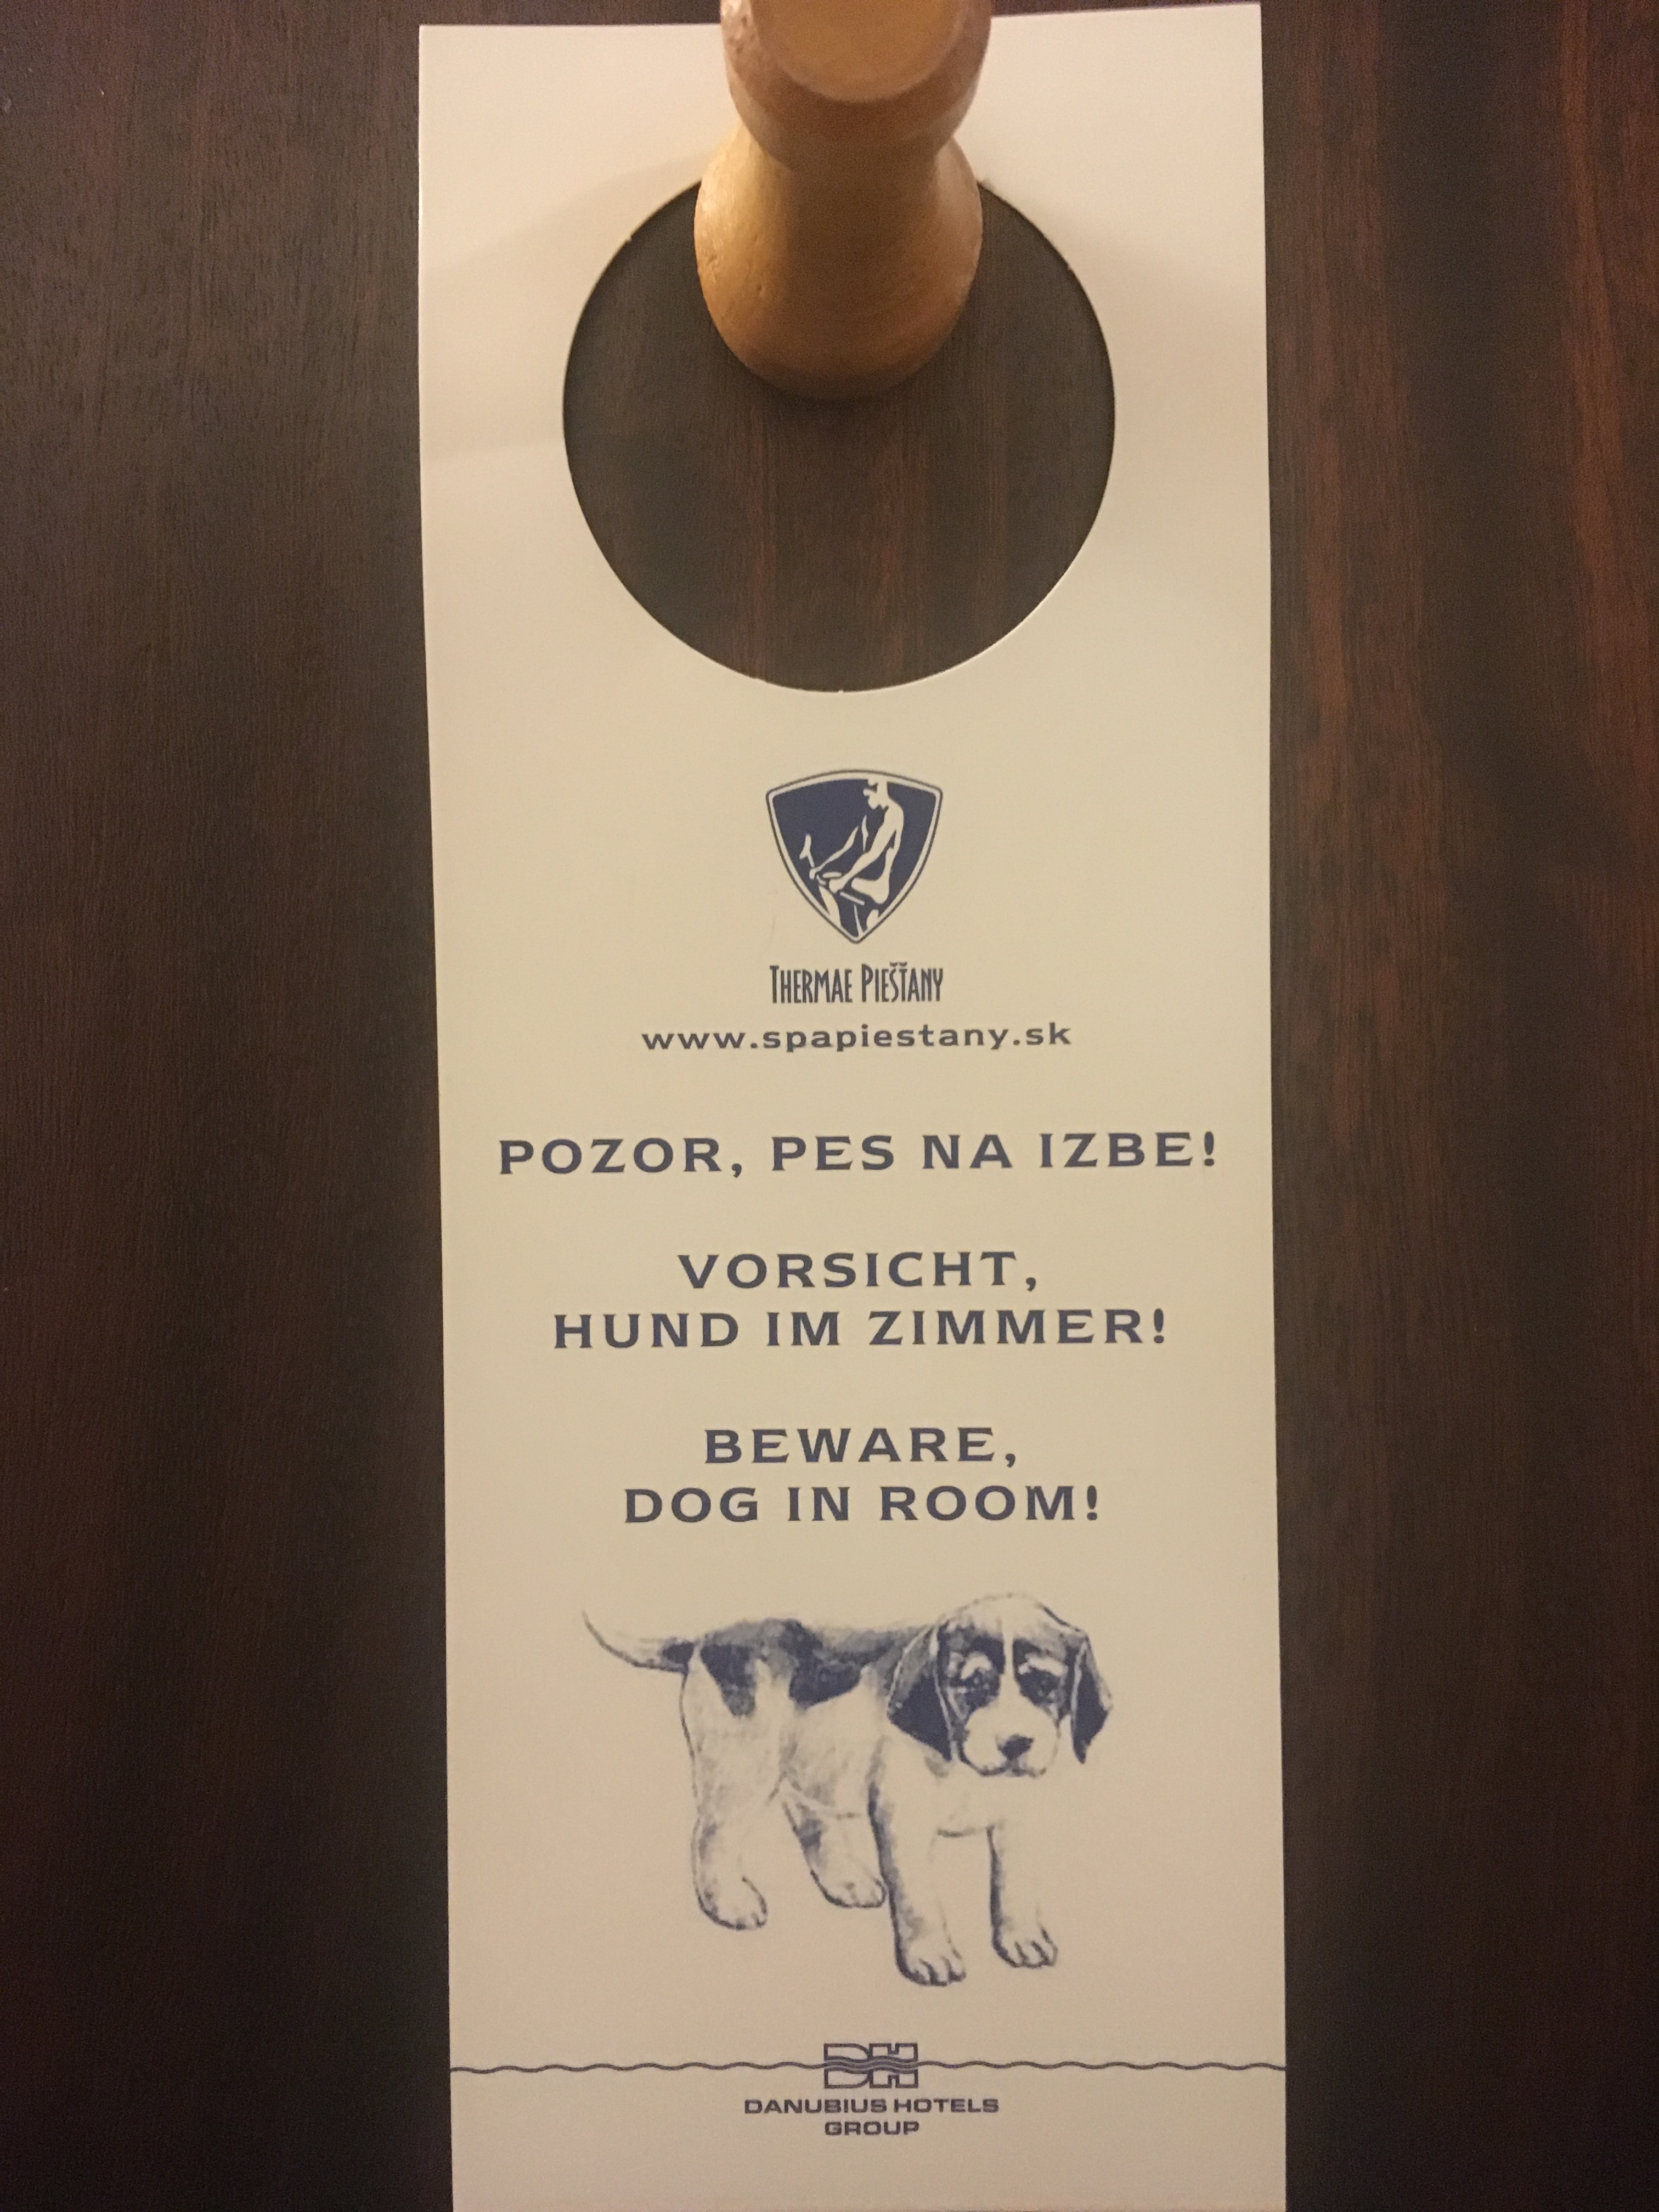 THERMAE PIEŠŤANY
www.spapiestany.sk
POZOR, PES NA IZBE!
VORSICHT,
HUND IM ZIMMER!
BEWARE,
DOG IN ROOM!
DH
DANUBIUS HOTELS
GROUP